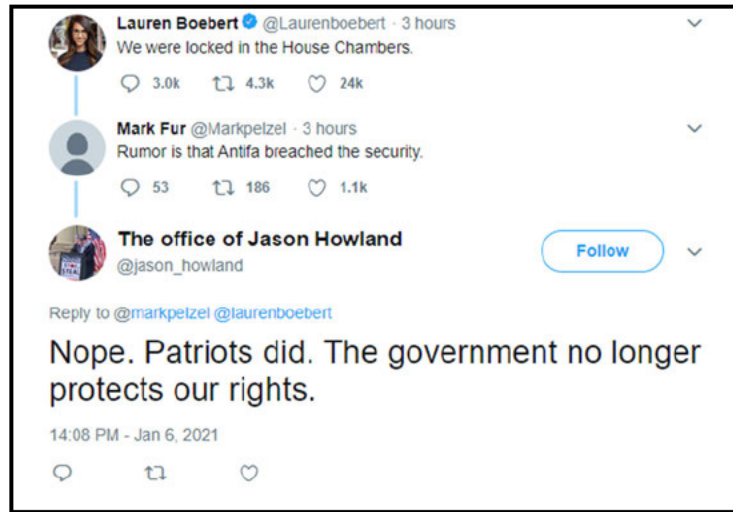 Lauren Boebert @Laurenboebert · 3 hours
We were locked in the House Chambers.
3.0k 4.3k 24k
Mark Fur @Markpelzel · 3 hours
Rumor is that Antifa breached the security.
53 186 1.1k
The office of Jason Howland
@jason_howland
Follow
STEAL
Reply to @markpelzel @laurenboebert
Nope. Patriots did. The government no longer
protects our rights.
14:08 PM - Jan 6, 2021